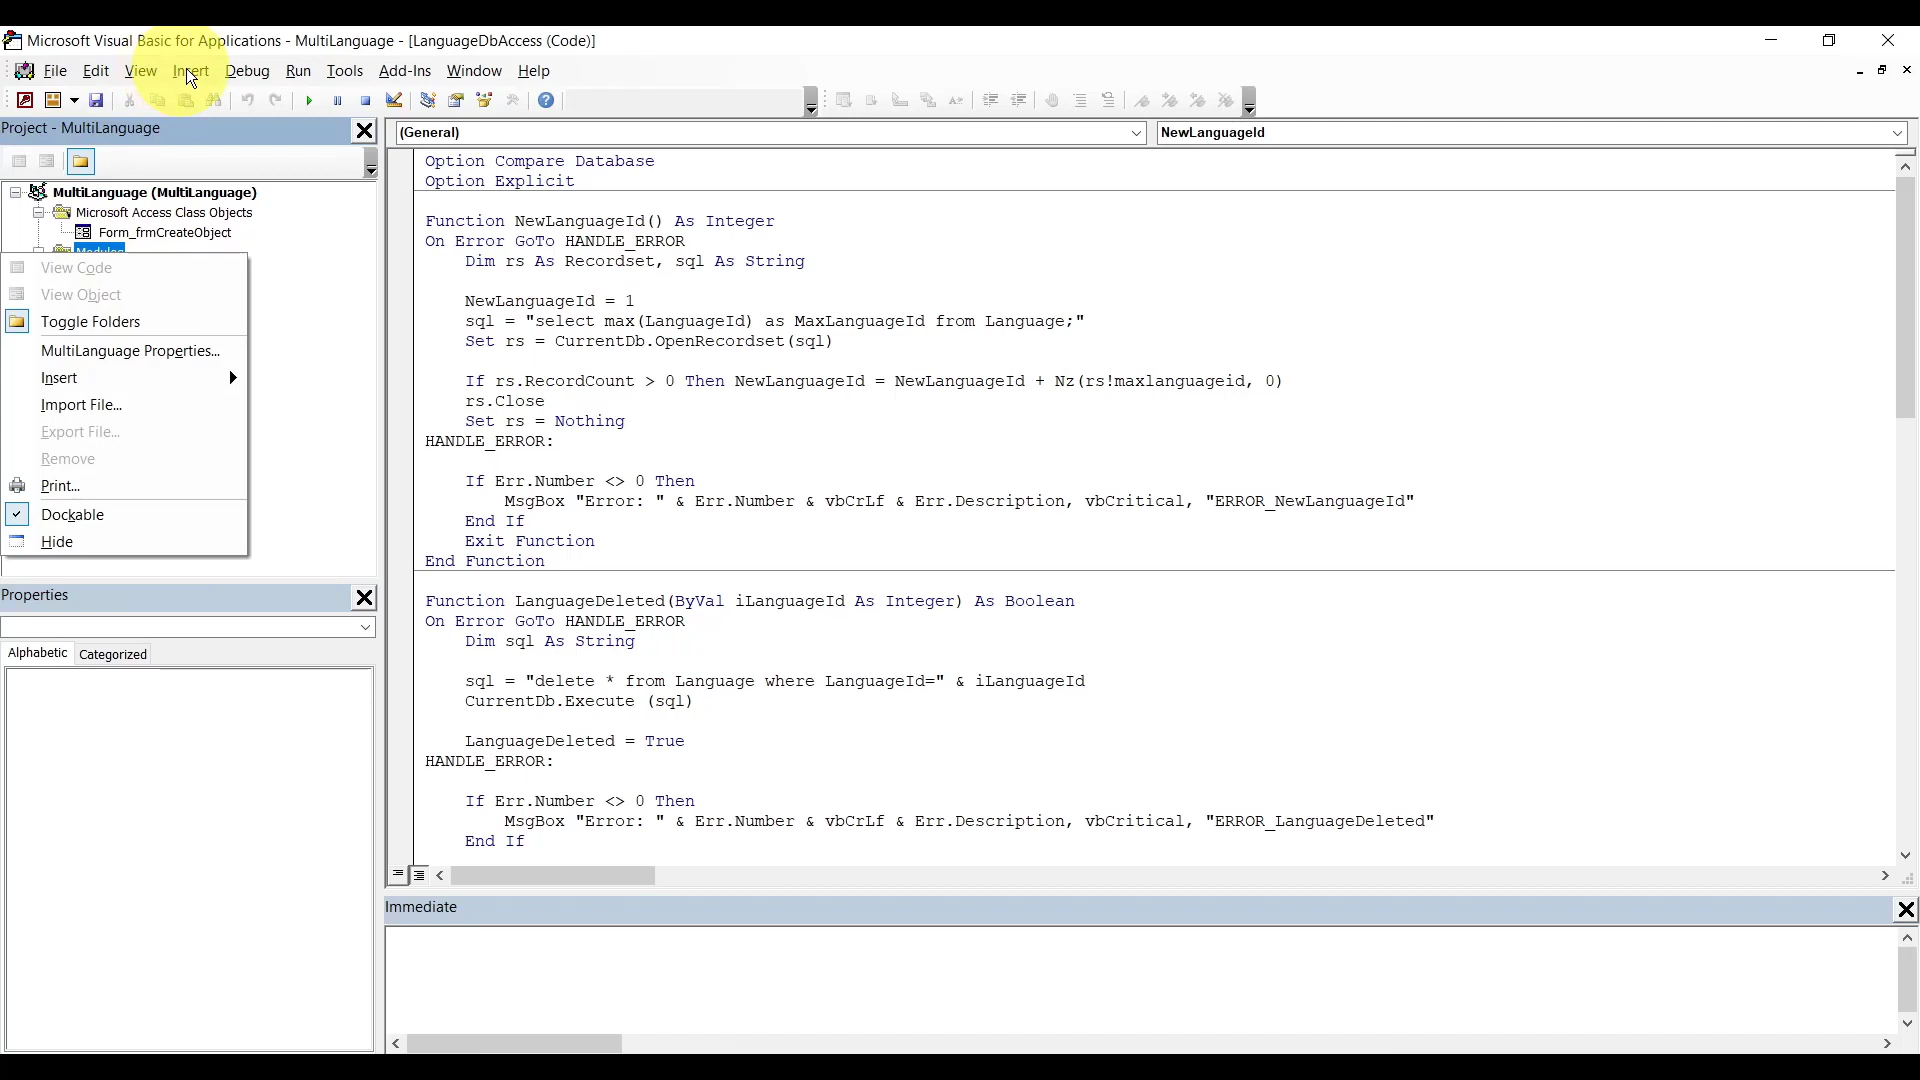 Microsoft Visual Basic for Applications - MultiLanguage - [LanguageDbAccess (Code)]
File Edit View Insert Debug Run Tools Add-Ins Window Help
Project - MultiLanguage
(General)
NewLanguageId
MultiLanguage (MultiLanguage)
Microsoft Access Class Objects
Form_frmCreateObject
Modules
View Code
View Object
Toggle Folders
MultiLanguage Properties...
Insert
Import File...
Export File...
Remove
Print...
Dockable
Hide
Properties
Alphabetic Categorized
Option Compare Database
Option Explicit
Function NewLanguageId() As Integer
On Error GoTo HANDLE_ERROR
Dim rs As Recordset, sql As String
NewLanguageId = 1
sql = "select max(LanguageId) as MaxLanguageId from Language;"
Set rs = CurrentDb.OpenRecordset(sql)
If rs.RecordCount > 0 Then NewLanguageId = NewLanguageId + Nz(rs!maxlanguageid, 0)
rs.Close
Set rs = Nothing
HANDLE_ERROR:
If Err.Number <> 0 Then
MsgBox "Error: " & Err.Number & vbCrLf & Err.Description, vbCritical, "ERROR_NewLanguageId"
End If
Exit Function
End Function
Function LanguageDeleted(ByVal iLanguageId As Integer) As Boolean
On Error GoTo HANDLE_ERROR
Dim sql As String
sql = "delete * from Language where LanguageId=" & iLanguageId
CurrentDb.Execute (sql)
LanguageDeleted = True
HANDLE_ERROR:
If Err.Number <> 0 Then
MsgBox "Error: " & Err.Number & vbCrLf & Err.Description, vbCritical, "ERROR_LanguageDeleted"
End If
Immediate